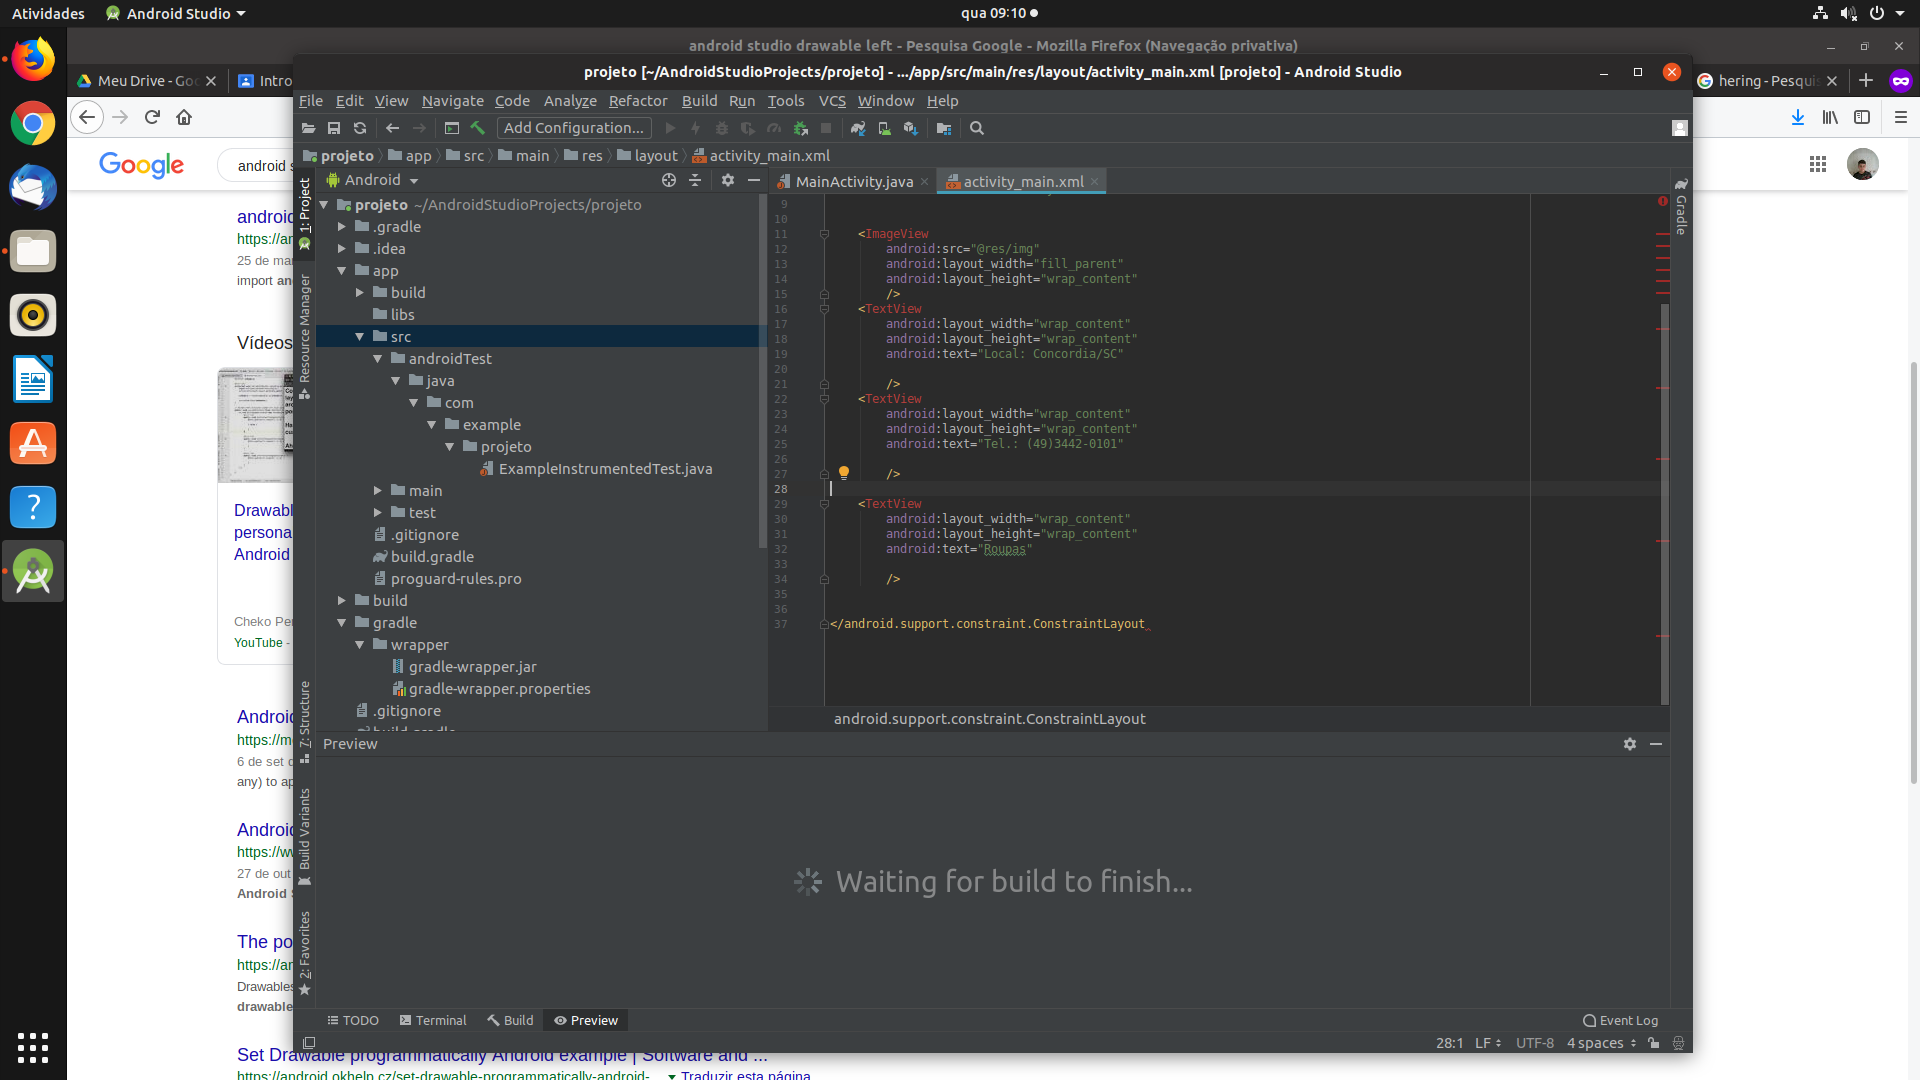 Atividades
Android Studio
qua 09:10
android studio drawable left - Pesquisa Google - Mozilla Firefox (Navegação privativa)
Meu Drive - Goo
Intro
hering - Pesqui
projeto [~/AndroidStudioProjects/projeto] - .../app/src/main/res/layout/activity_main.xml [projeto] - Android Studio
File Edit View Navigate Code Analyze Refactor Build Run Tools VCS Window Help
Add Configuration...
projeto app src main res layout activity_main.xml
Google
android s
Android
MainActivity.java
activity_main.xml
1: Project
Resource Manager
7: Structure
Build Variants
2: Favorites
Gradle
projeto ~/AndroidStudioProjects/projeto
.gradle
.idea
app
build
libs
src
androidTest
java
com
example
projeto
ExampleInstrumentedTest.java
main
test
.gitignore
build.gradle
proguard-rules.pro
build
gradle
wrapper
gradle-wrapper.jar
gradle-wrapper.properties
.gitignore
build.gradle
9
10
11 <ImageView
12 android:src="@res/img"
13 android:layout_width="fill_parent"
14 android:layout_height="wrap_content"
15 />
16 <TextView
17 android:layout_width="wrap_content"
18 android:layout_height="wrap_content"
19 android:text="Local: Concordia/SC"
20
21 />
22 <TextView
23 android:layout_width="wrap_content"
24 android:layout_height="wrap_content"
25 android:text="Tel.: (49)3442-0101"
26
27 />
28
29 <TextView
30 android:layout_width="wrap_content"
31 android:layout_height="wrap_content"
32 android:text="Roupas"
33
34 />
35
36
37 </android.support.constraint.ConstraintLayout
android.support.constraint.ConstraintLayout
Preview
Waiting for build to finish...
TODO
Terminal
Build
Preview
Event Log
28:1 LF UTF-8 4 spaces
android
https://an
25 de mar
import an
Vídeos
Drawabl
persona
Android
Cheko Per
YouTube -
Android
https://me
6 de set d
any) to ap
Android
https://ww
27 de out
Android S
The po
https://an
Drawables
drawable
Set Drawable programmatically Android example | Software and ...
https://android.okhelp.cz/set-drawable-programmatically-android-... Traduzir esta página